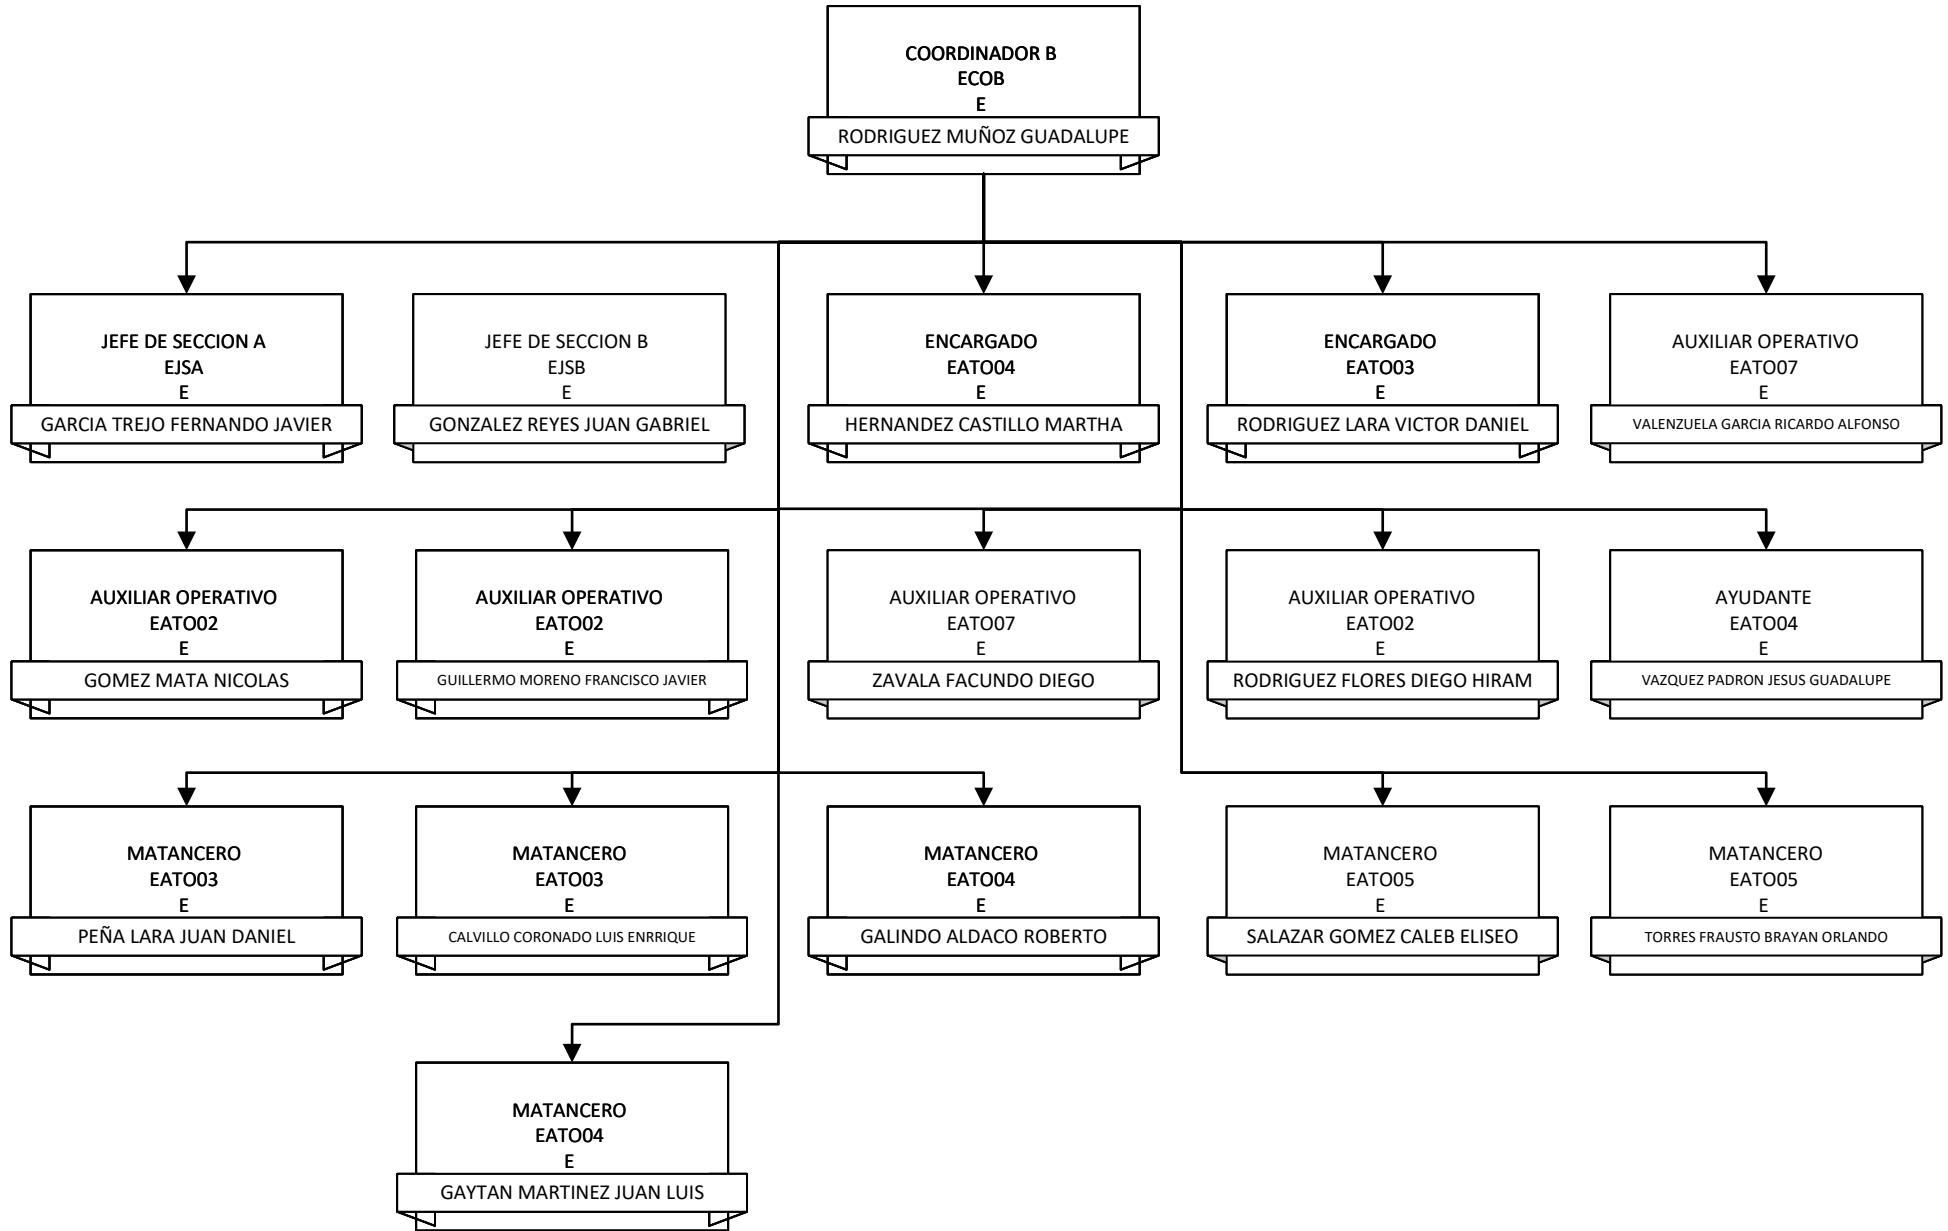 COORDINADOR B
ECOB
E
RODRIGUEZ MUÑOZ GUADALUPE
JEFE DE SECCION A
EJSA
E
GARCIA TREJO FERNANDO JAVIER
JEFE DE SECCION B
EJSB
E
GONZALEZ REYES JUAN GABRIEL
ENCARGADO
EATO04
E
HERNANDEZ CASTILLO MARTHA
ENCARGADO
EATO03
E
RODRIGUEZ LARA VICTOR DANIEL
AUXILIAR OPERATIVO
EATO07
E
VALENZUELA GARCIA RICARDO ALFONSO
AUXILIAR OPERATIVO
EATO02
E
GOMEZ MATA NICOLAS
AUXILIAR OPERATIVO
EATO02
E
GUILLERMO MORENO FRANCISCO JAVIER
AUXILIAR OPERATIVO
EATO07
E
ZAVALA FACUNDO DIEGO
AUXILIAR OPERATIVO
EATO02
E
RODRIGUEZ FLORES DIEGO HIRAM
AYUDANTE
EATO04
E
VAZQUEZ PADRON JESUS GUADALUPE
MATANCERO
EATO03
E
PEÑA LARA JUAN DANIEL
MATANCERO
EATO03
E
CALVILLO CORONADO LUIS ENRRIQUE
MATANCERO
EATO04
E
GALINDO ALDACO ROBERTO
MATANCERO
EATO05
E
SALAZAR GOMEZ CALEB ELISEO
MATANCERO
EATO05
E
TORRES FRAUSTO BRAYAN ORLANDO
MATANCERO
EATO04
E
GAYTAN MARTINEZ JUAN LUIS